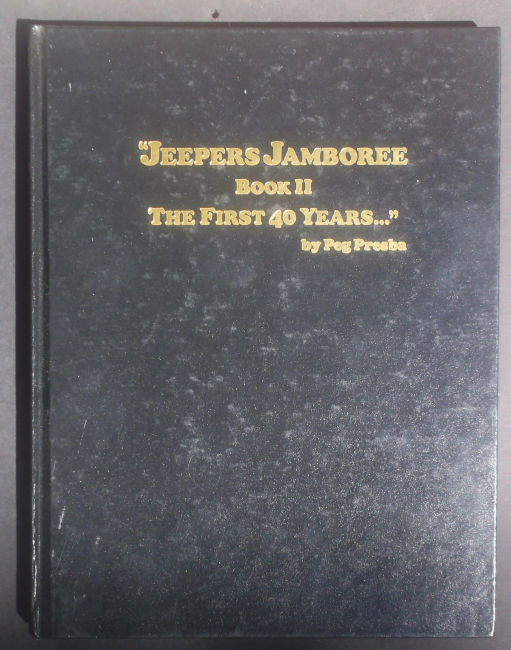 “JEEPERS JAMBOREE
BOOK II
THE FIRST 40 YEARS...”
by Peg Presba